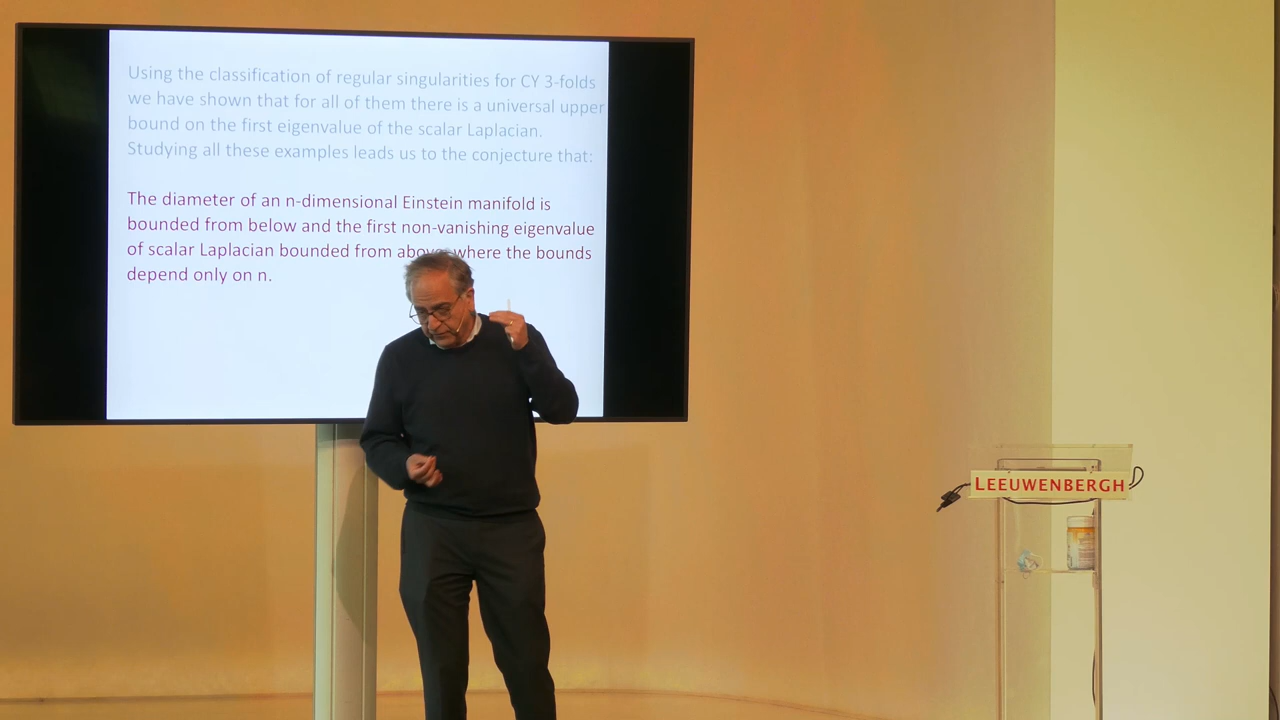 Using the classification of regular singularities for CY 3-folds
we have shown that for all of them there is a universal upper
bound on the first eigenvalue of the scalar Laplacian.
Studying all these examples leads us to the conjecture that:
The diameter of an n-dimensional Einstein manifold is
bounded from below and the first non-vanishing eigenvalue
of scalar Laplacian bounded from above where the bounds
depend only on n.
LEEUWENBERGH